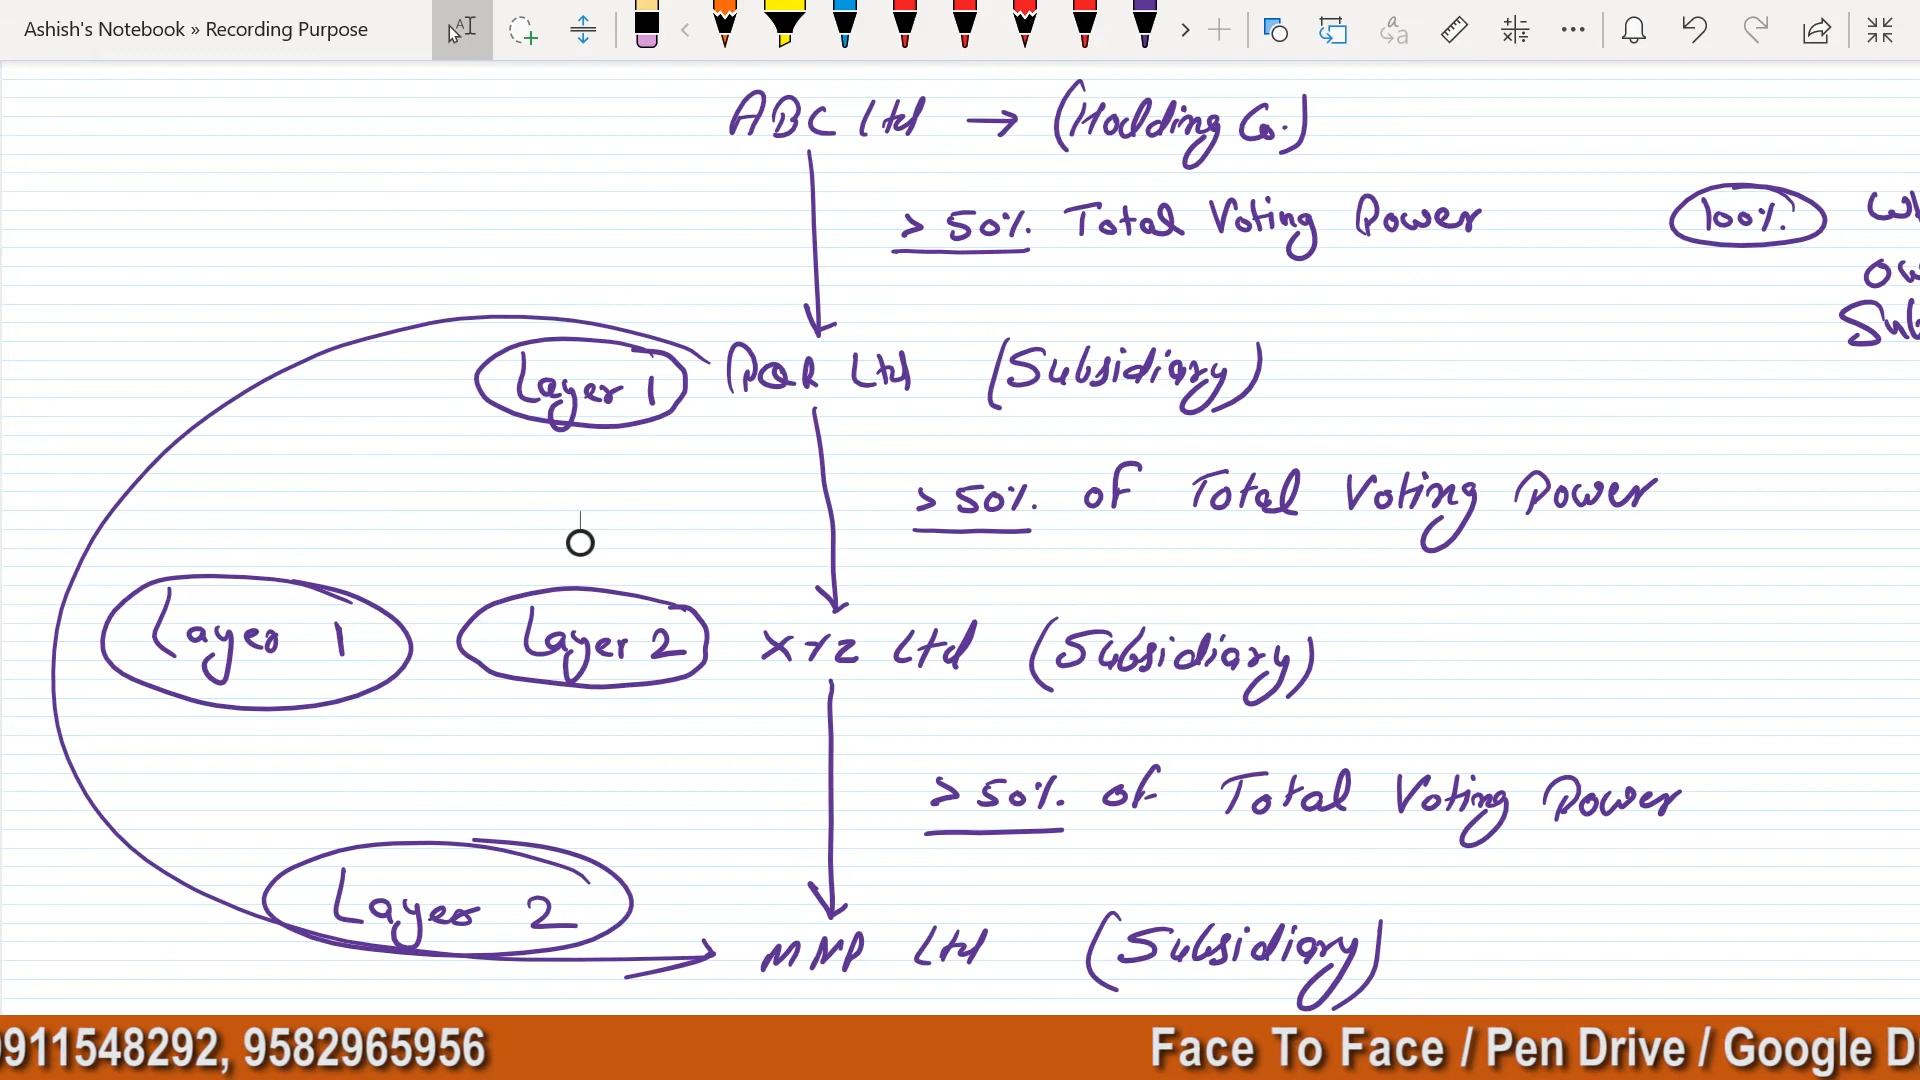 Ashish's Notebook » Recording Purpose
ABC Ltd → (Holding Co.)
> 50% Total Voting Power
100%
Layer 1 PQR Ltd (Subsidiary)
> 50% of Total Voting Power
Layer 1 Layer 2 XYZ Ltd (Subsidiary)
> 50% of Total Voting Power
Layer 2 MNP Ltd (Subsidiary)
9911548292, 9582965956 Face To Face / Pen Drive / Google D